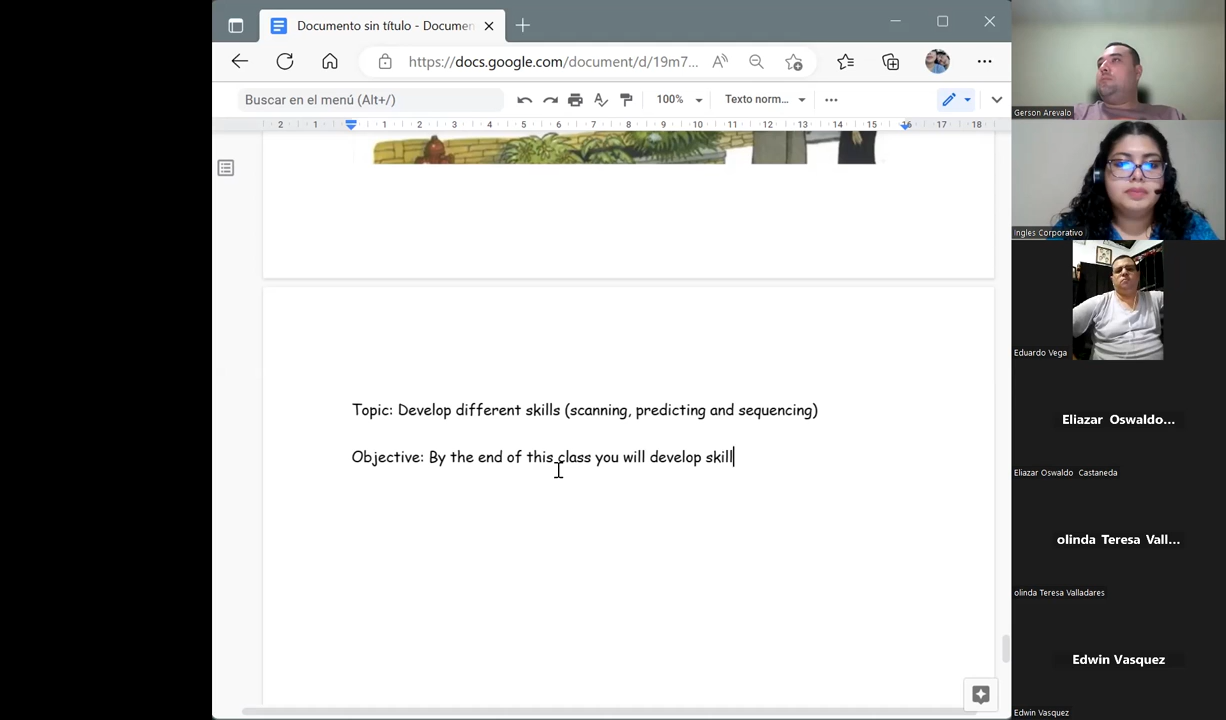 Documento sin título - Documen
https://docs.google.com/document/d/19m7...
Buscar en el menú (Alt+/)
100%
Texto norm...
2 1 1 2 3 4 5 6 7 8 9 10 11 12 13 14 15 16 17 18
Topic: Develop different skills (scanning, predicting and sequencing)
Objective: By the end of this class you will develop skill
Gerson Arevalo
Ingles Corporativo
Eduardo Vega
Eliazar Oswaldo...
Eliazar Oswaldo Castaneda
olinda Teresa Vall...
olinda Teresa Valladares
Edwin Vasquez
Edwin Vasquez